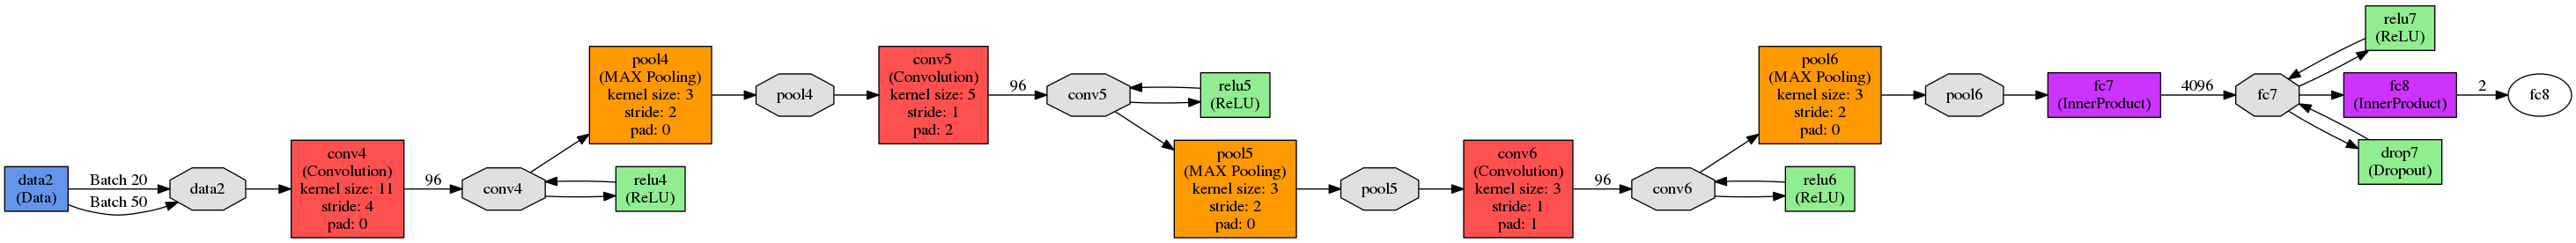 data2
(Data)
Batch 20
Batch 50
data2
conv4
(Convolution)
kernel size: 11
stride: 4
pad: 0
96
conv4
pool4
(MAX Pooling)
kernel size: 3
stride: 2
pad: 0
relu4
(ReLU)
pool4
conv5
(Convolution)
kernel size: 5
stride: 1
pad: 2
96
conv5
relu5
(ReLU)
pool5
(MAX Pooling)
kernel size: 3
stride: 2
pad: 0
pool5
conv6
(Convolution)
kernel size: 3
stride: 1
pad: 1
96
conv6
pool6
(MAX Pooling)
kernel size: 3
stride: 2
pad: 0
relu6
(ReLU)
pool6
fc7
(InnerProduct)
4096
fc7
relu7
(ReLU)
fc8
(InnerProduct)
2
fc8
drop7
(Dropout)